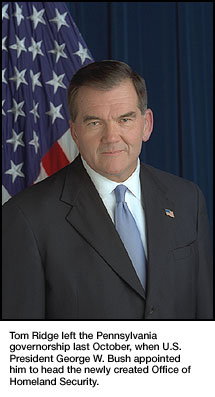 Tom Ridge left the Pennsylvania
governorship last October, when U.S.
President George W. Bush appointed
him to head the newly created Office of
Homeland Security.